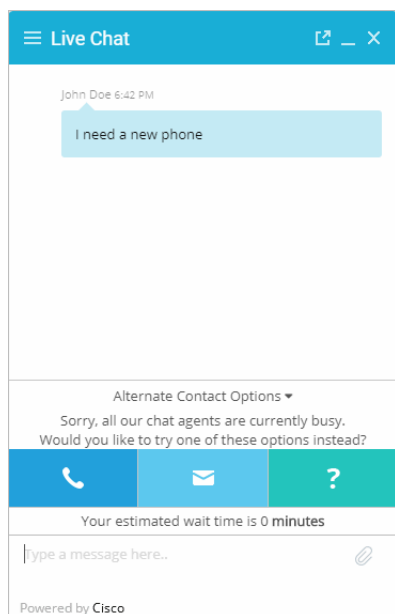 Live Chat
John Doe 6:42 PM
I need a new phone
Alternate Contact Options
Sorry, all our chat agents are currently busy.
Would you like to try one of these options instead?
?
Your estimated wait time is 0 minutes
Type a message here..
Powered by Cisco